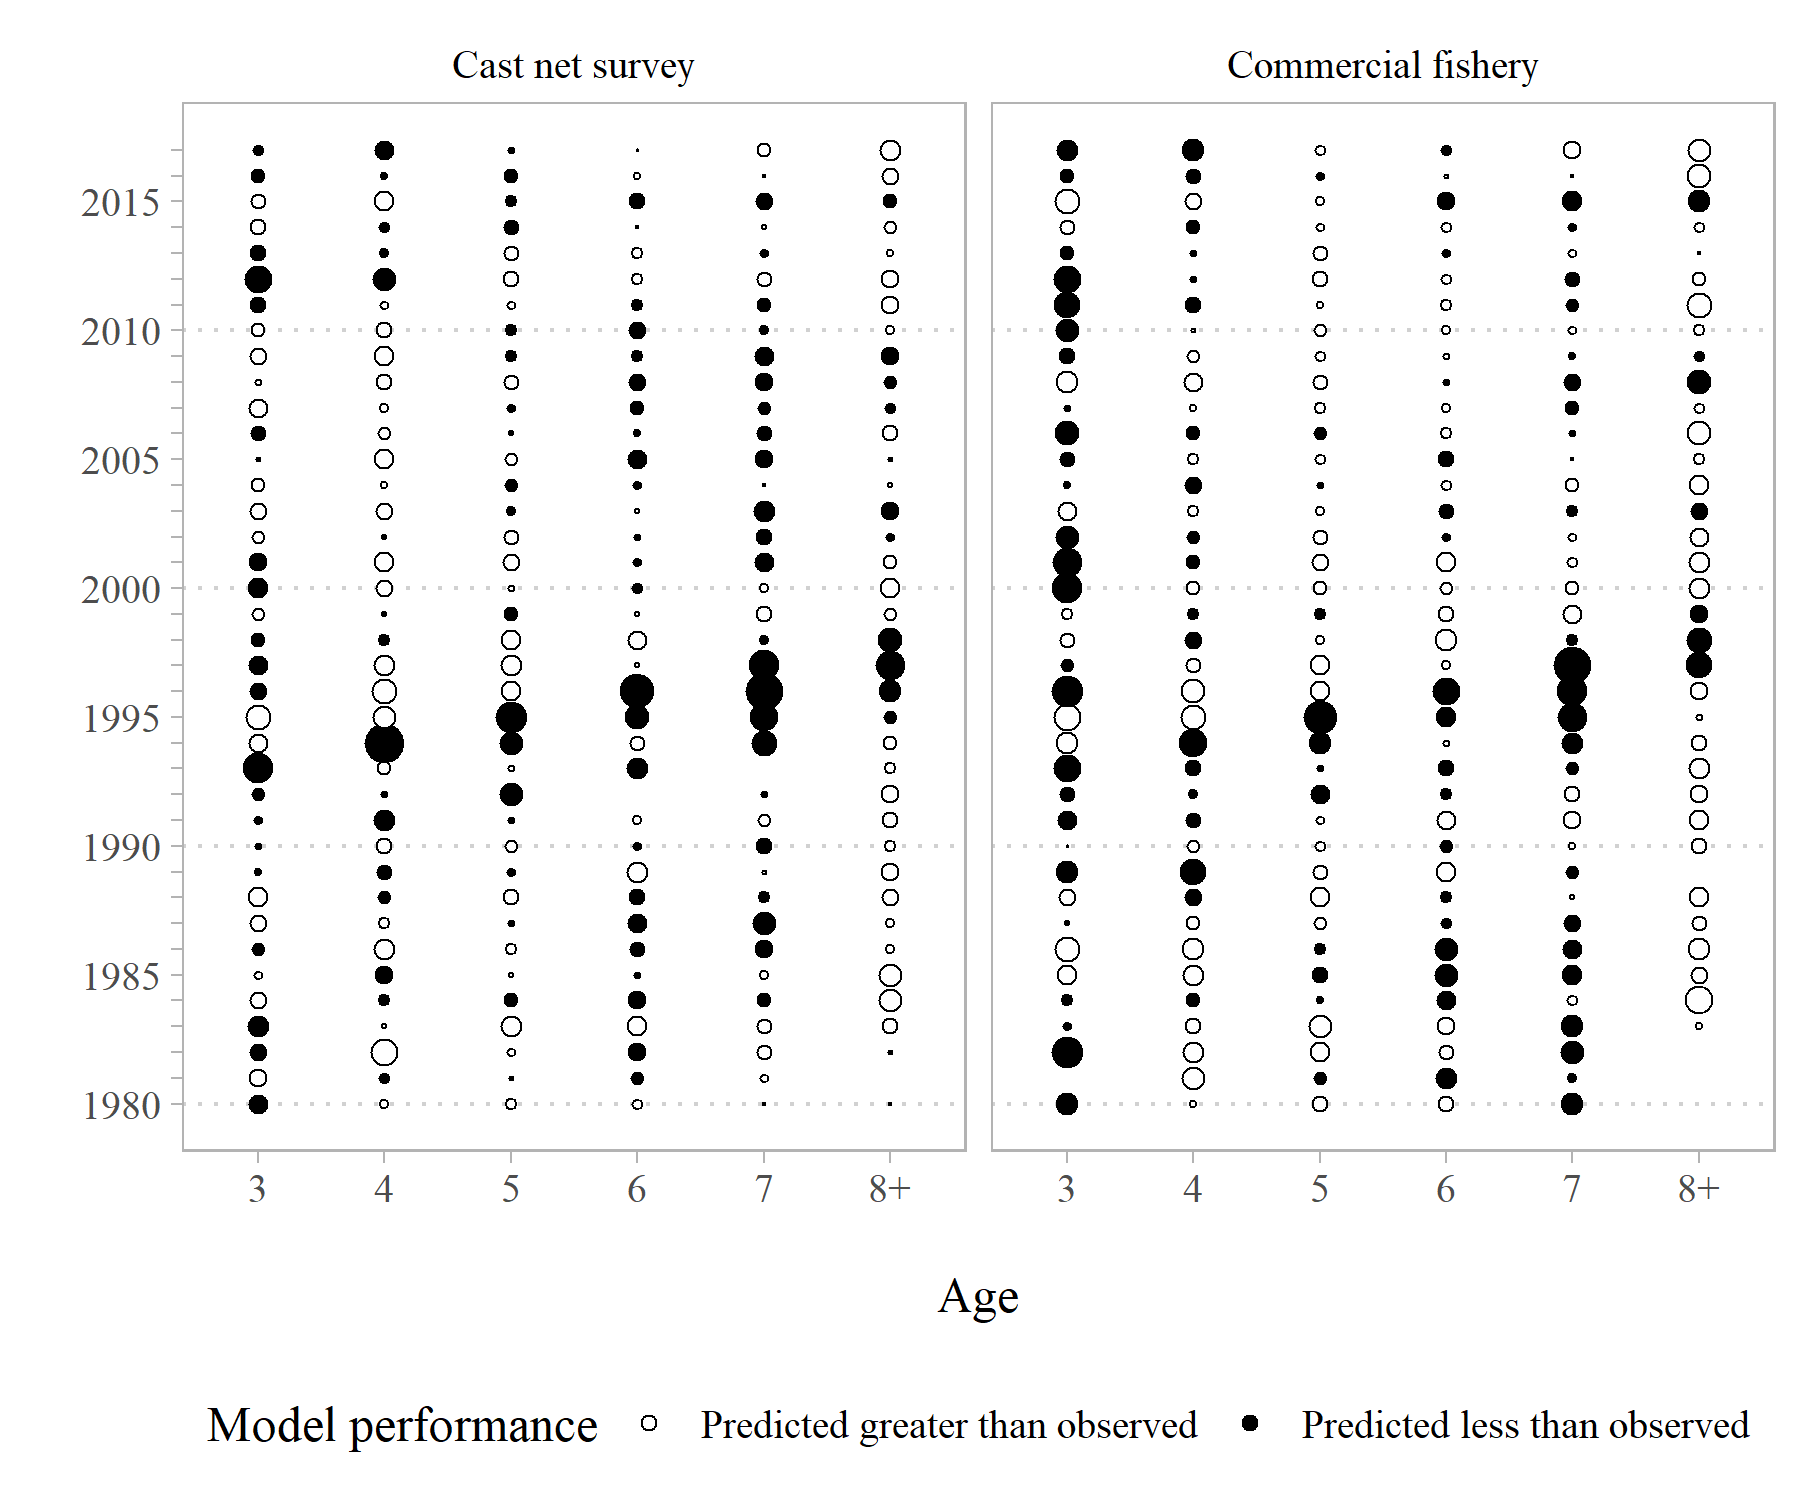 Cast net survey Commercial fishery
2015
2010
2005
2000
1995
1990
1985
1980
3 4 5 6 7 8+ 3 4 5 6 7 8+
Age
Model performance Predicted greater than observed Predicted less than observed